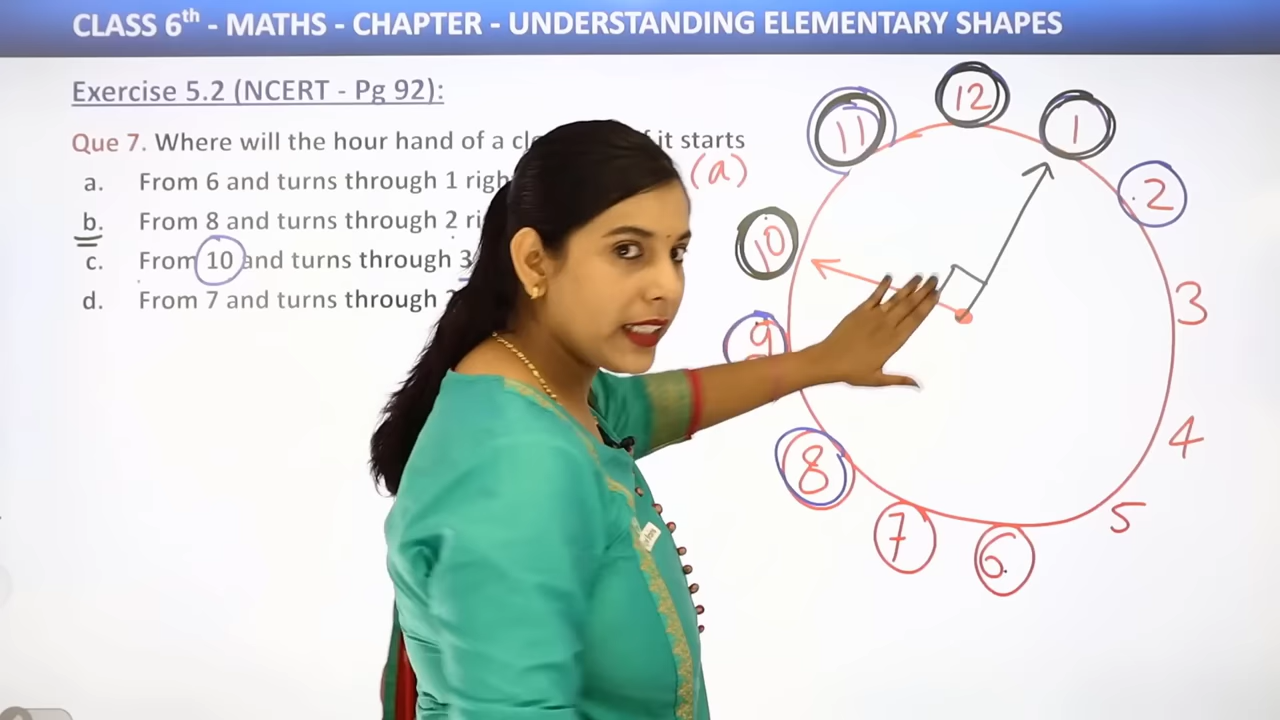 CLASS 6th - MATHS - CHAPTER - UNDERSTANDING ELEMENTARY SHAPES
Exercise 5.2 (NCERT - Pg 92):
Que 7. Where will the hour hand of a it starts
a. From 6 and turns through 1
(a)
b. From 8 and turns through 2
c. From 10 and turns through 3
d. From 7 and turns through
12
11
1
2
10
3
9
4
8
5
7
6